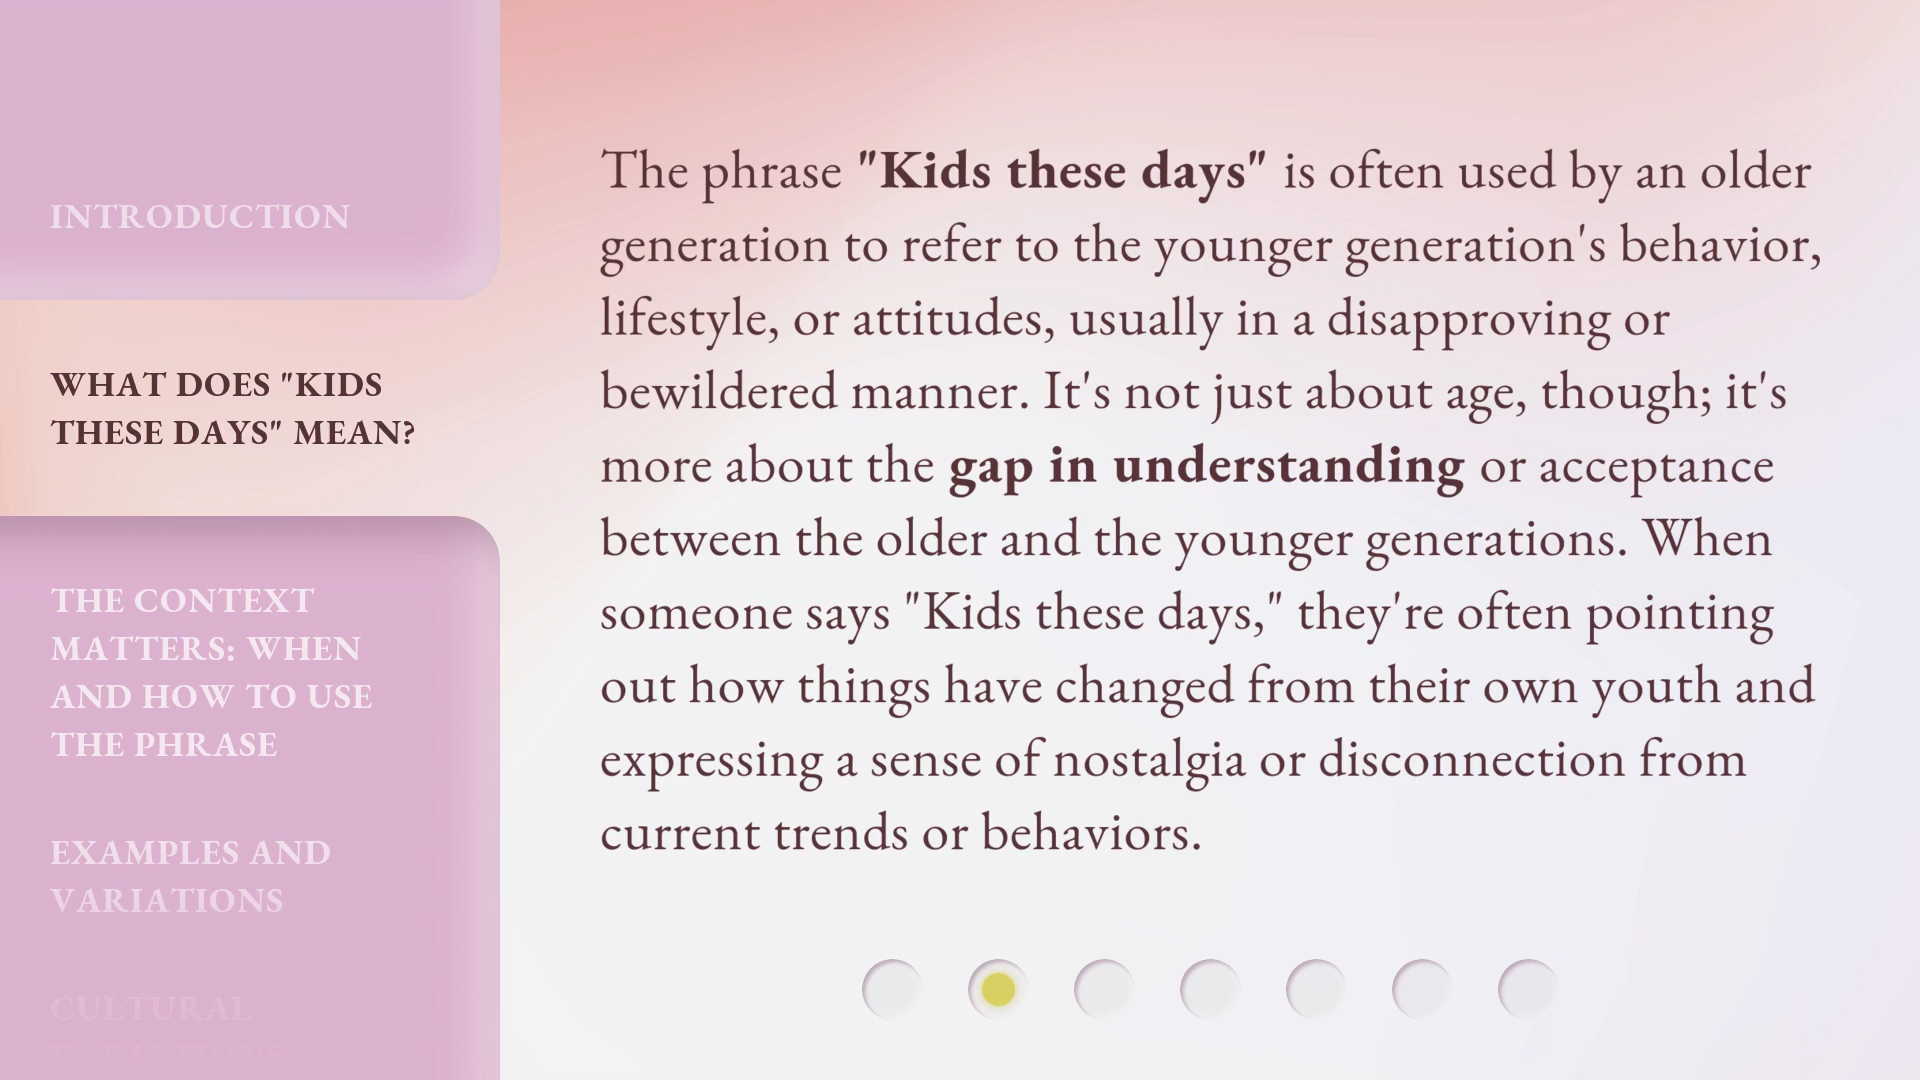 INTRODUCTION
WHAT DOES "KIDS
THESE DAYS" MEAN?
THE CONTEXT
MATTERS: WHEN
AND HOW TO USE
THE PHRASE
EXAMPLES AND
VARIATIONS
CULTURAL
VARIATIONS
The phrase "Kids these days" is often used by an older
generation to refer to the younger generation's behavior,
lifestyle, or attitudes, usually in a disapproving or
bewildered manner. It's not just about age, though; it's
more about the gap in understanding or acceptance
between the older and the younger generations. When
someone says "Kids these days," they're often pointing
out how things have changed from their own youth and
expressing a sense of nostalgia or disconnection from
current trends or behaviors.